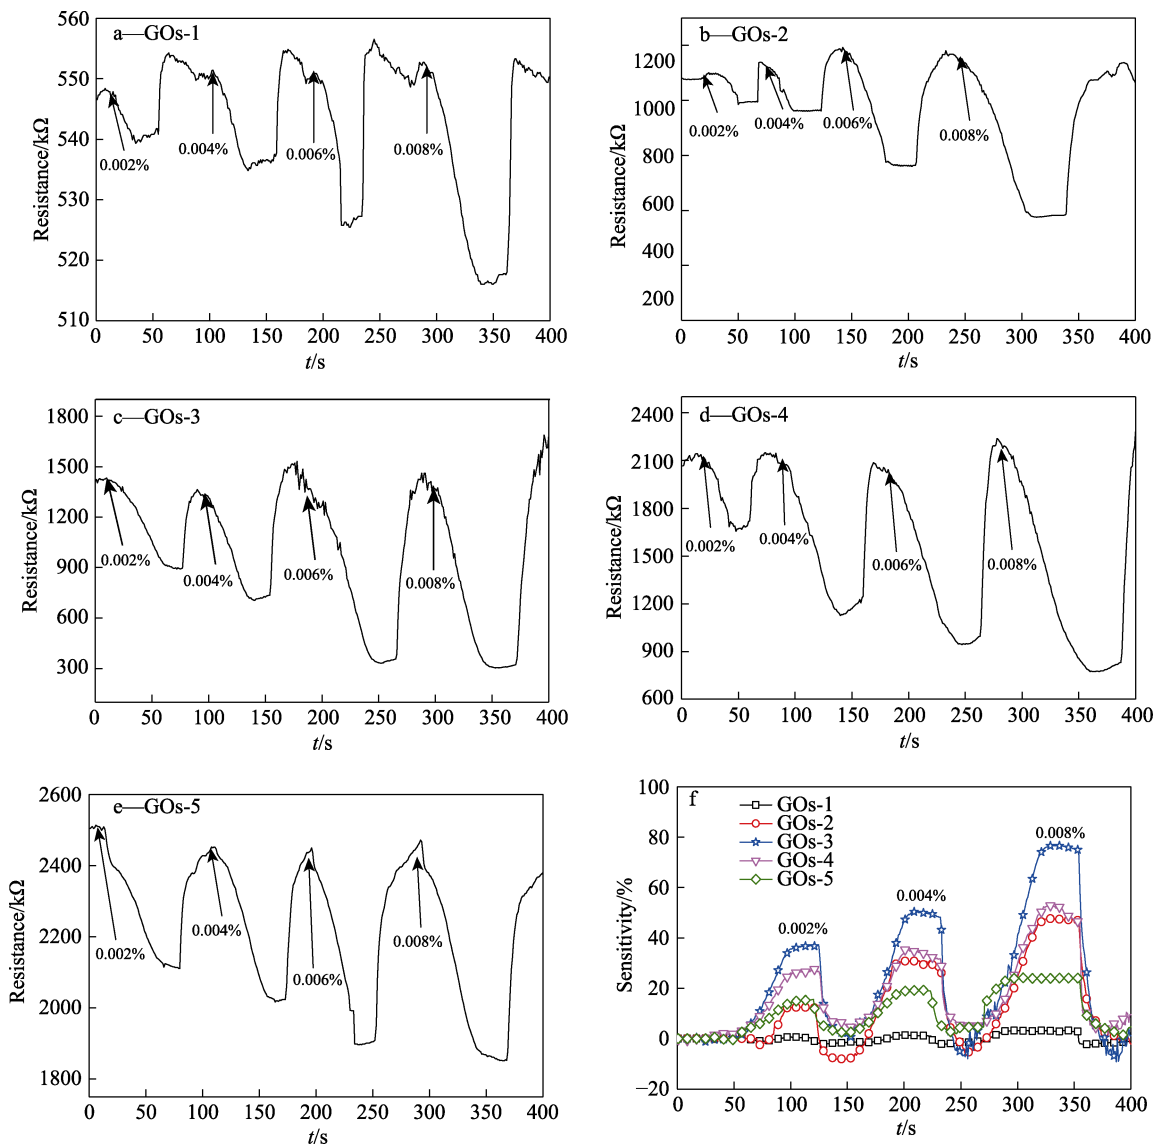 a—GOs-1
560
550
540
530
520
510
Resistance/kΩ
0.002%
0.004%
0.006%
0.008%
0 50 100 150 200 250 300 350 400
t/s
b—GOs-2
1200
1000
800
600
400
200
Resistance/kΩ
0.002%
0.004%
0.006%
0.008%
0 50 100 150 200 250 300 350 400
t/s
c—GOs-3
1800
1500
1200
900
600
300
Resistance/kΩ
0.002%
0.004%
0.006%
0.008%
0 50 100 150 200 250 300 350 400
t/s
d—GOs-4
2400
2100
1800
1500
1200
900
600
Resistance/kΩ
0.002%
0.004%
0.006%
0.008%
0 50 100 150 200 250 300 350 400
t/s
e—GOs-5
2600
2400
2200
2000
1800
Resistance/kΩ
0.002%
0.004%
0.006%
0.008%
0 50 100 150 200 250 300 350 400
t/s
f
GOs-1
GOs-2
GOs-3
GOs-4
GOs-5
100
80
60
40
20
0
−20
Sensitivity/%
0.002%
0.004%
0.008%
0 50 100 150 200 250 300 350 400
t/s